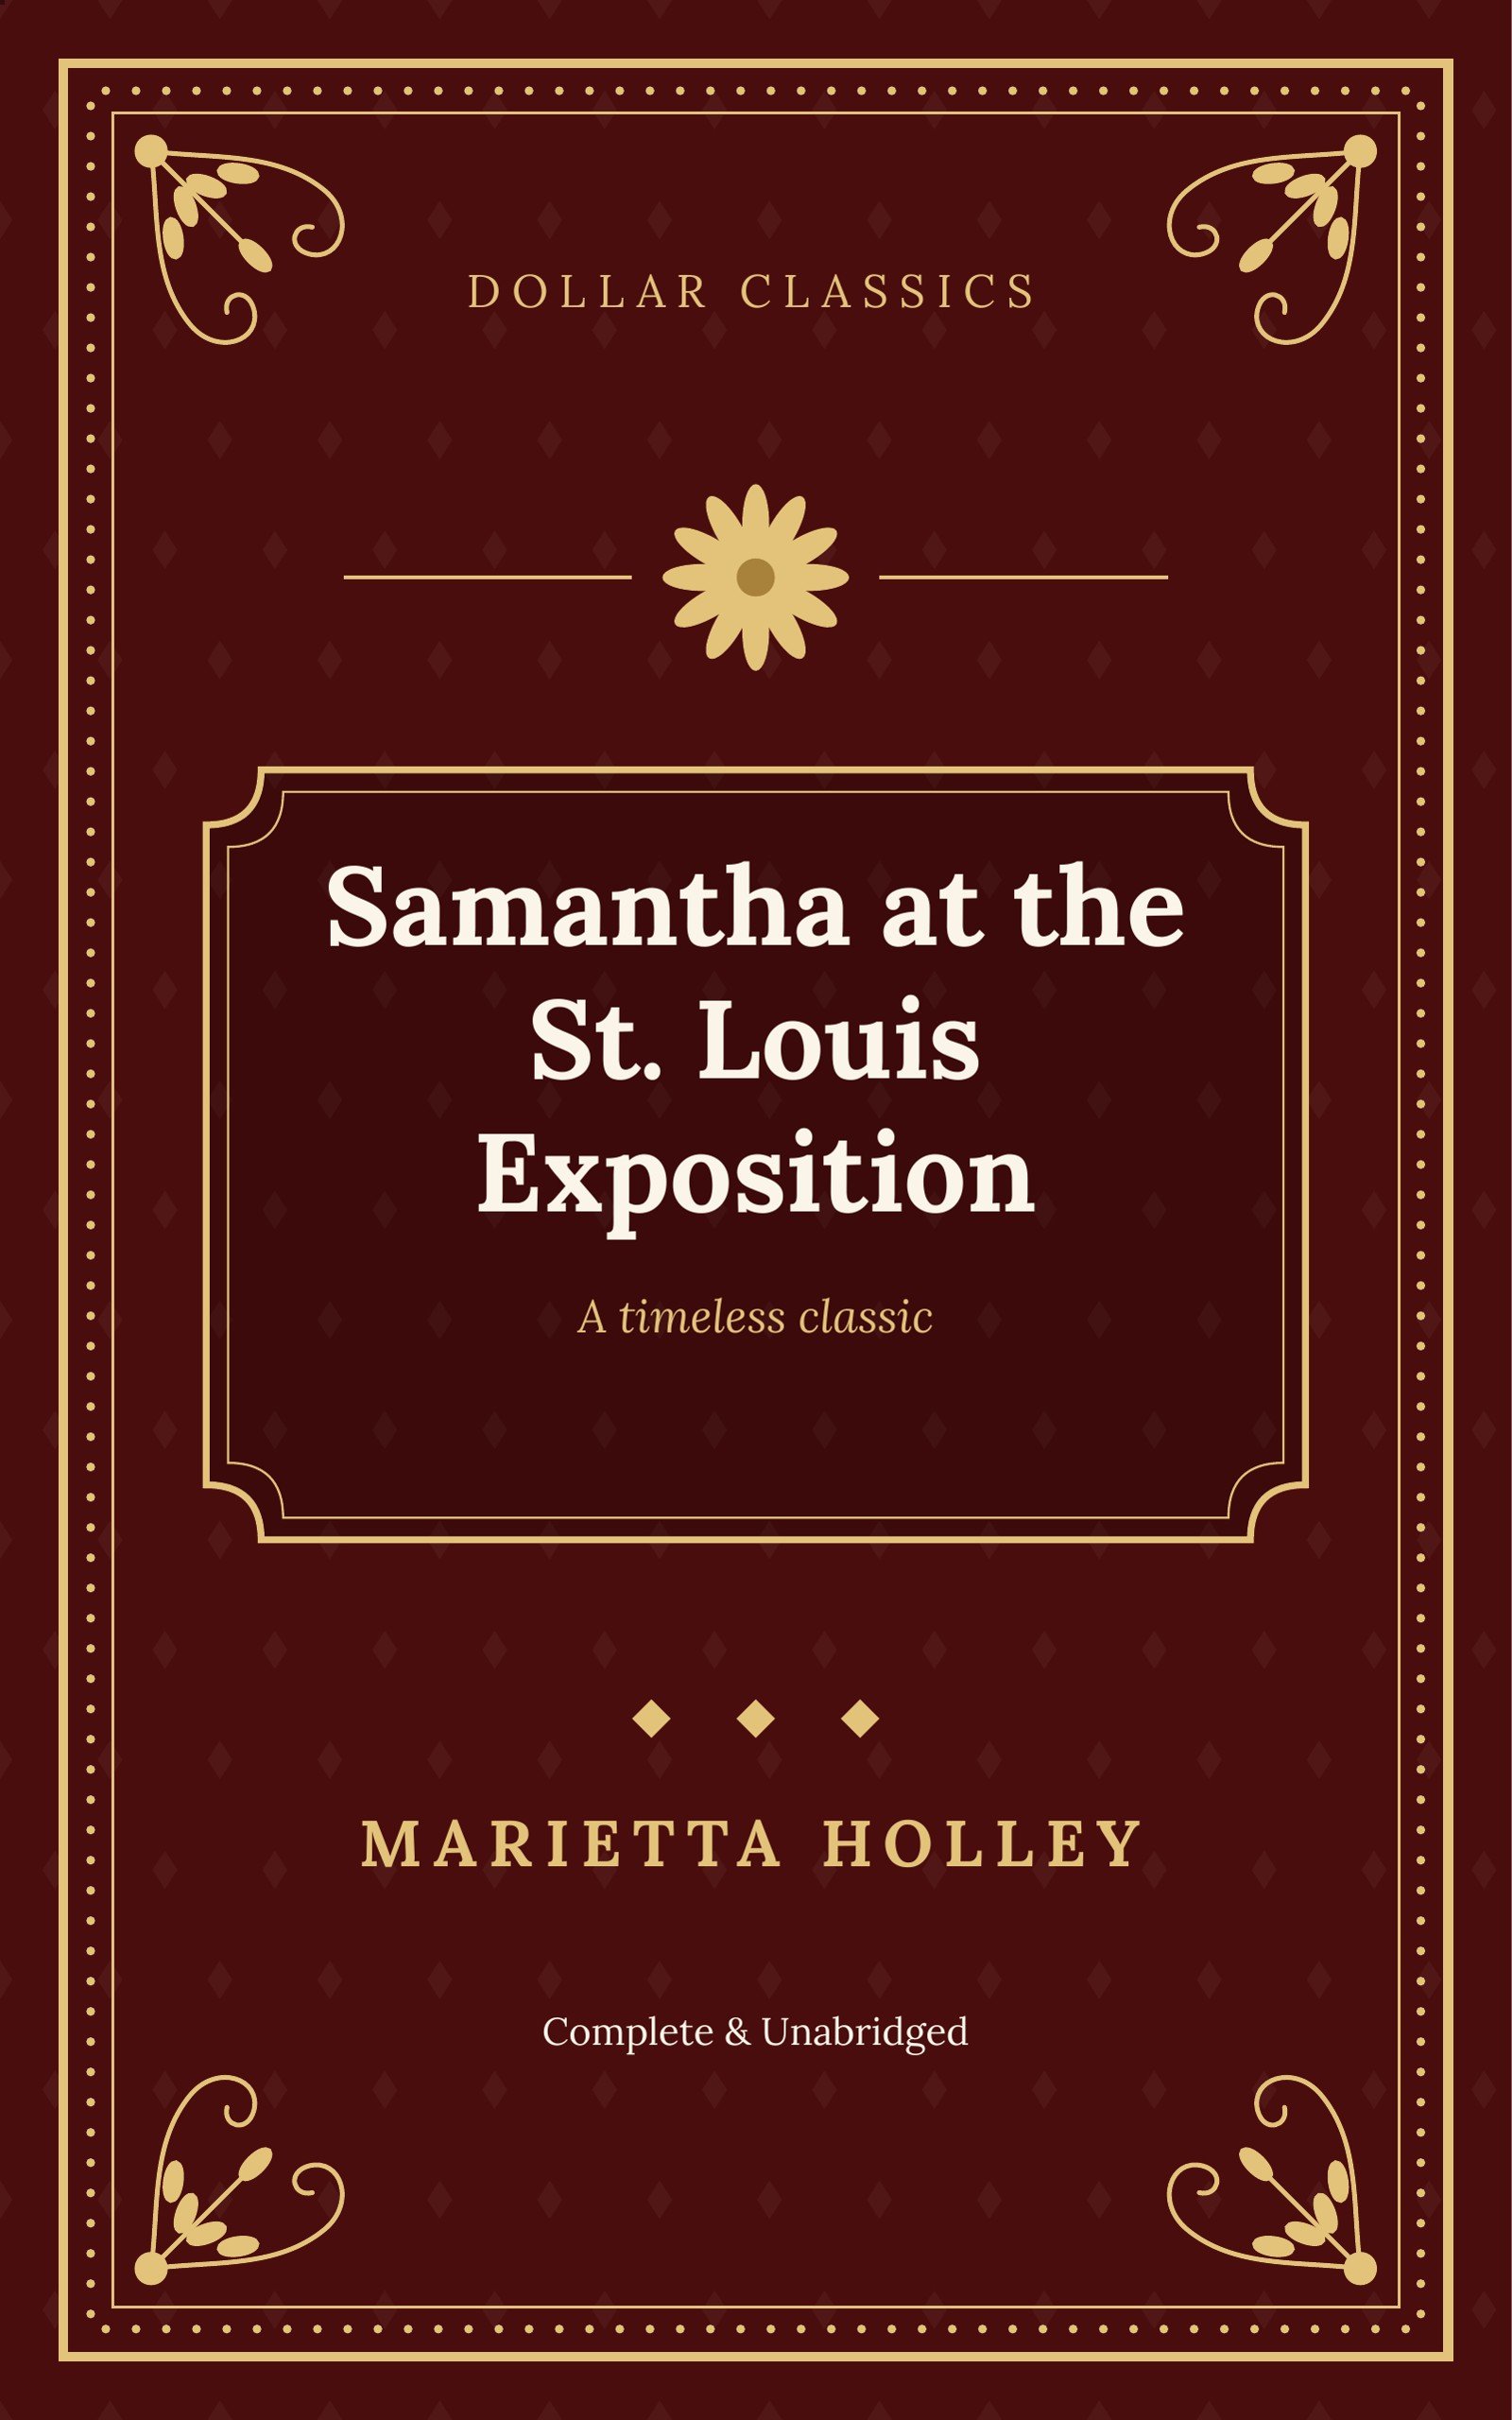 DOLLAR CLASSICS
Samantha at the
St. Louis
Exposition
A timeless classic
MARIETTA HOLLEY
Complete & Unabridged